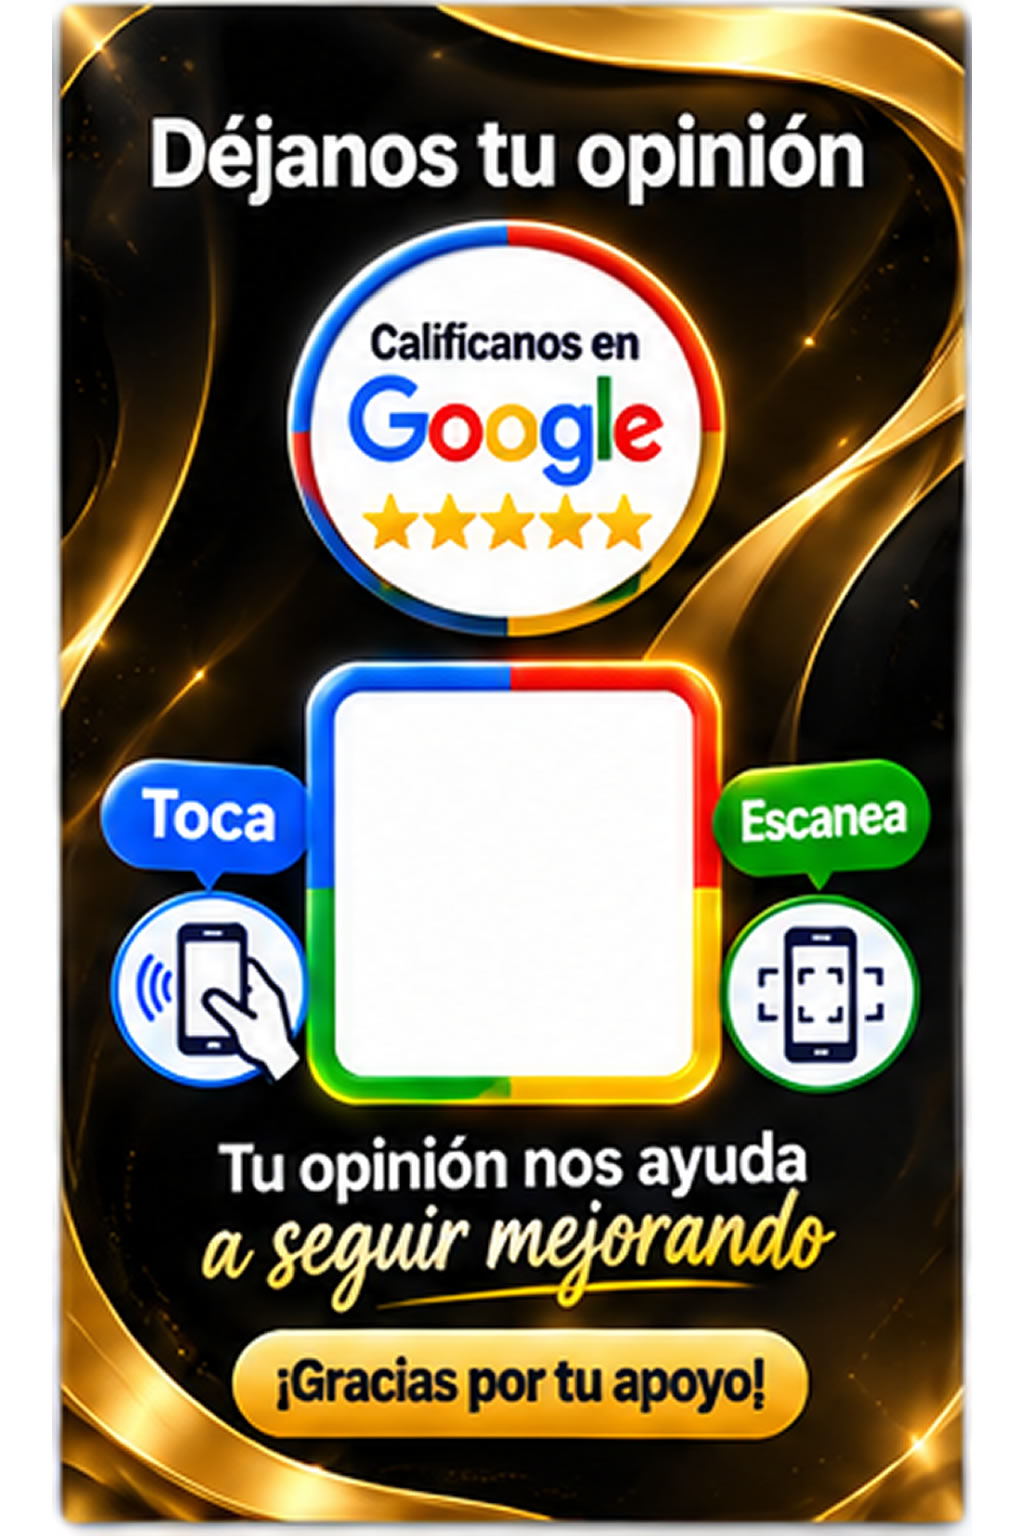 Déjanos tu opinión
Califícanos en
Google
Toca
Escanea
Tu opinión nos ayuda
a seguir mejorando
¡Gracias por tu apoyo!